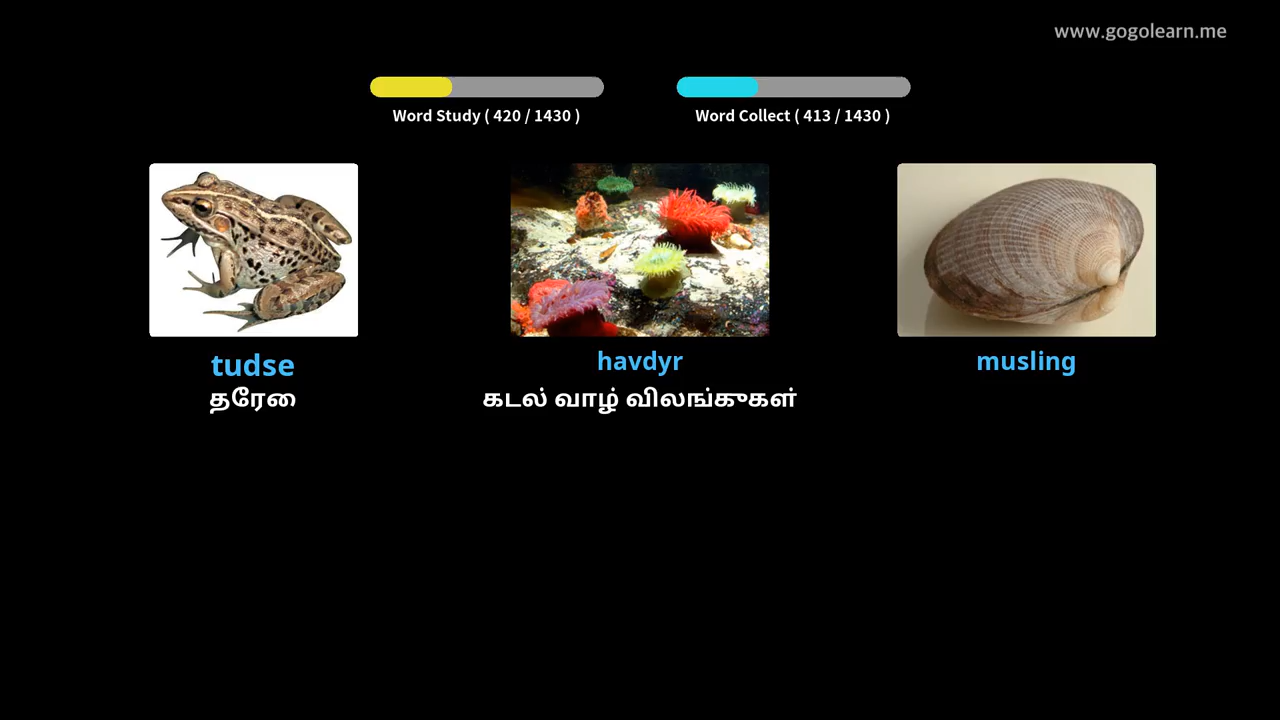 www.gogolearn.me
Word Study ( 420 / 1430 )
Word Collect ( 413 / 1430 )
tudse
தரேை
havdyr
கடல் வாழ் விலங்குகள்
musling